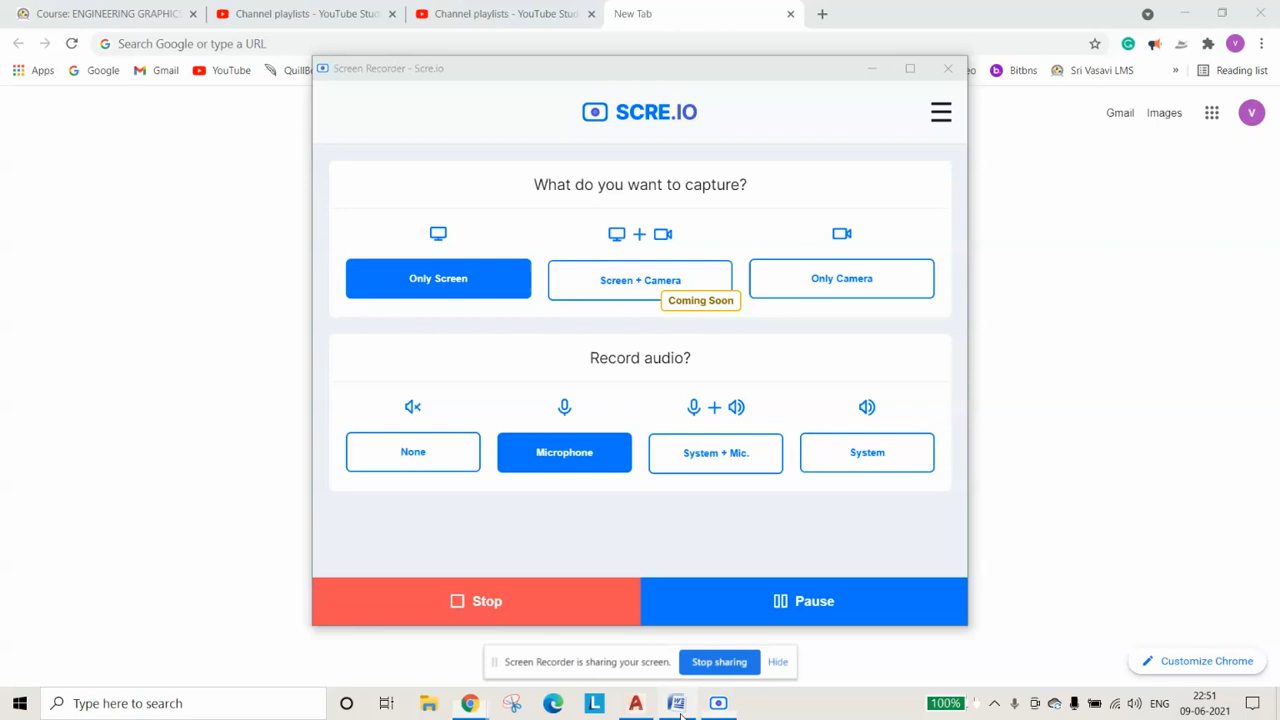 Course: ENGINEERING GRAPHICS
Channel playlists - YouTube Stud
Channel playlists - YouTube Stud
New Tab
Search Google or type a URL
Apps
Google
Gmail
YouTube
QuillB
eo
Bitbns
Sri Vasavi LMS
»
Reading list
Screen Recorder - Scre.io
SCRE.IO
Gmail
Images
V
What do you want to capture?
Only Screen
Screen + Camera
Only Camera
Coming Soon
Record audio?
None
Microphone
System + Mic.
System
Stop
Pause
Screen Recorder is sharing your screen.
Stop sharing
Hide
Customize Chrome
Type here to search
100%
ENG
22:51
09-06-2021